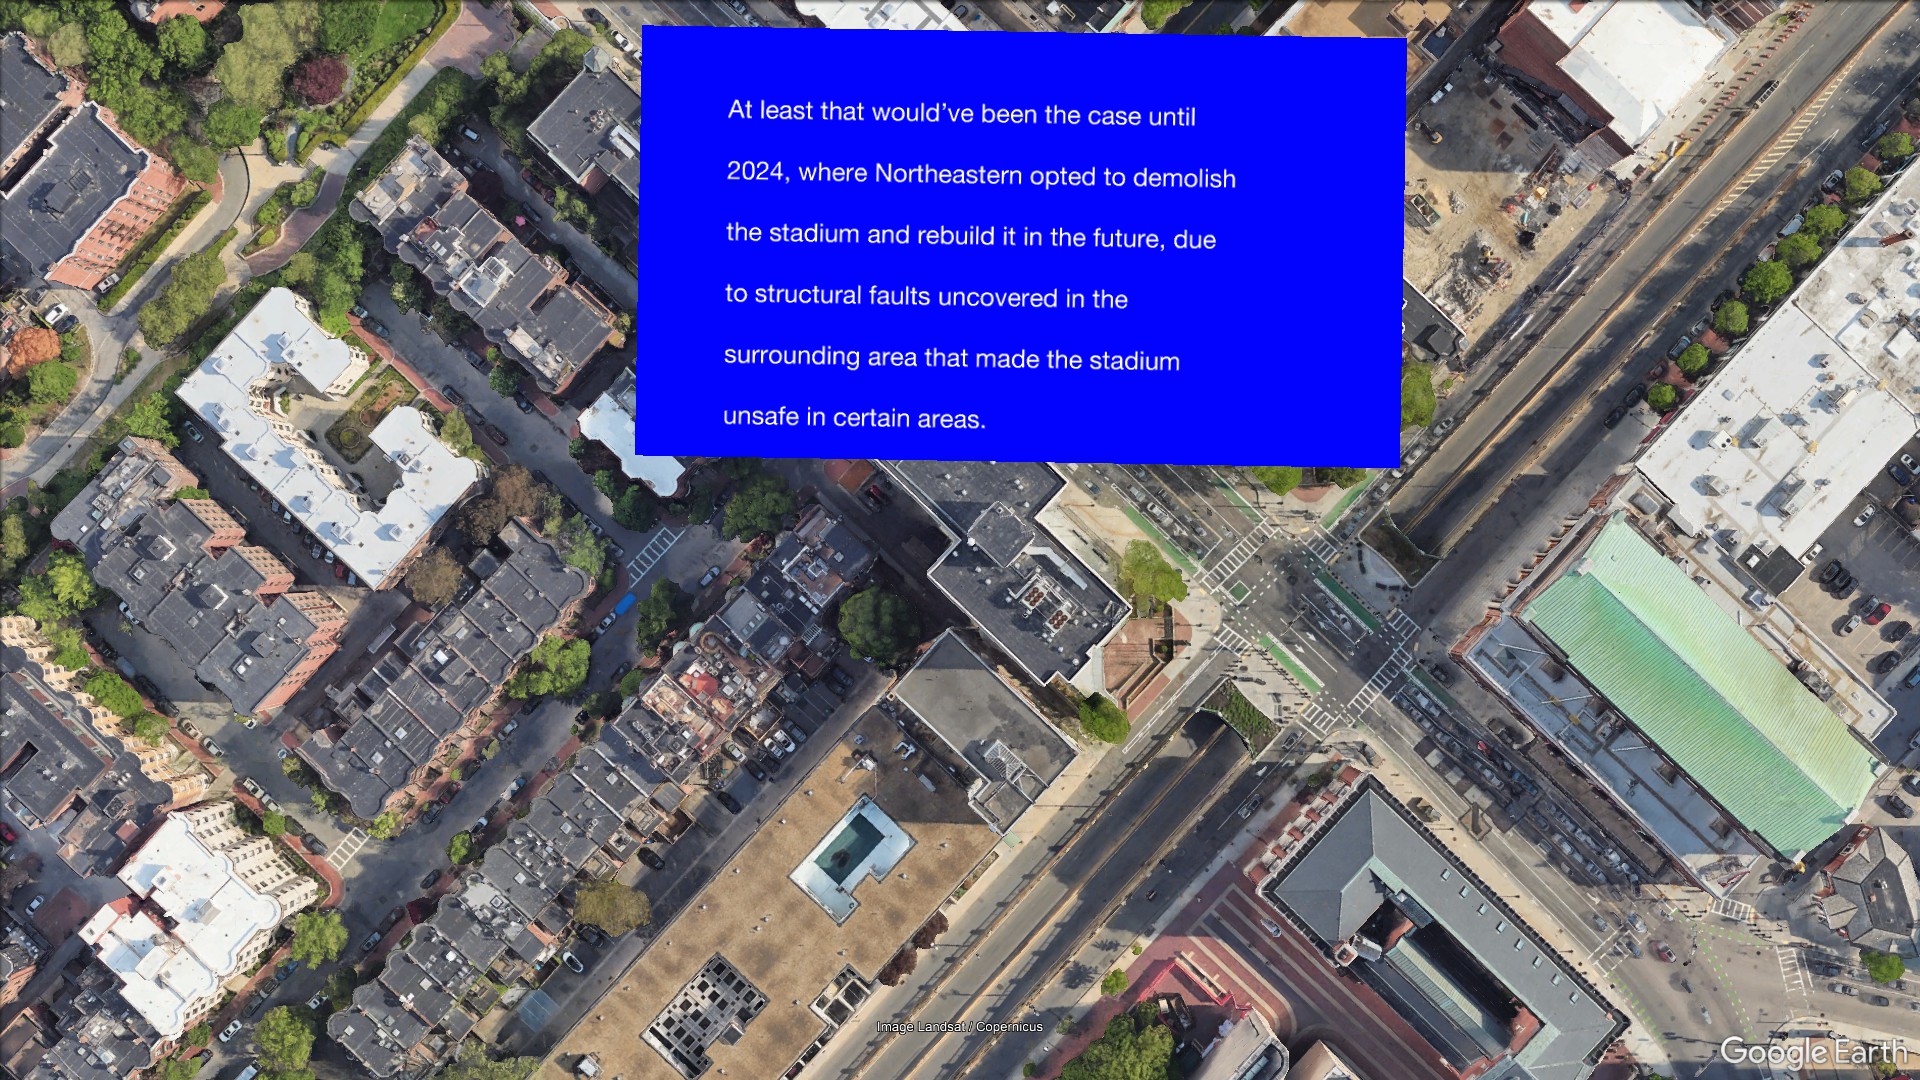 At least that would’ve been the case until
2024, where Northeastern opted to demolish
the stadium and rebuild it in the future, due
to structural faults uncovered in the
surrounding area that made the stadium
unsafe in certain areas.
Image Landsat / Copernicus
Google Earth